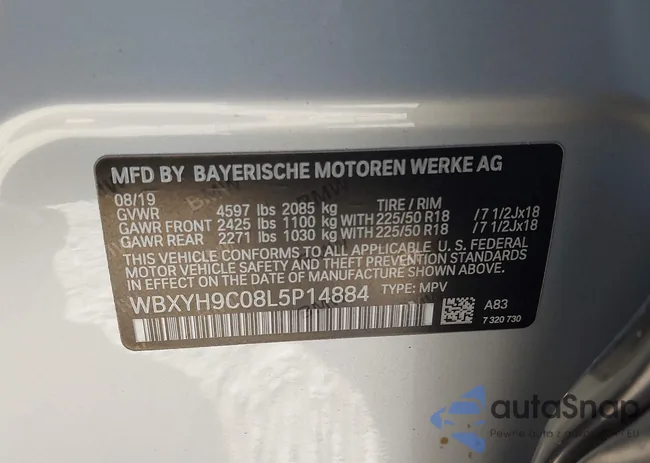 MFD BY BAYERISCHE MOTOREN WERKE AG
08/19 TIRE / RIM
GVWR 4597 lbs 2085 kg
GAWR FRONT 2425 lbs 1100 kg WITH 225/50 R18 / 7 1/2Jx18
GAWR REAR 2271 lbs 1030 kg WITH 225/50 R18 / 7 1/2Jx18
THIS VEHICLE CONFORMS TO ALL APPLICABLE U. S. FEDERAL
MOTOR VEHICLE SAFETY AND THEFT PREVENTION STANDARDS
IN EFFECT ON THE DATE OF MANUFACTURE SHOWN ABOVE.
WBXYH9C08L5P14884 TYPE: MPV
A83
7 320 730
autoSnap
Pewne auto z